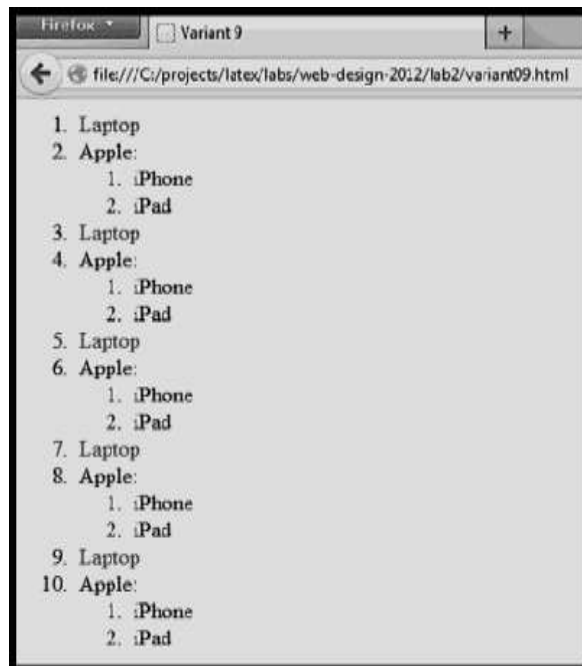 Firefox
Variant 9
+
file:///C:/projects/latex/labs/web-design-2012/lab2/variant09.html
1. Laptop
2. Apple:
1. iPhone
2. iPad
3. Laptop
4. Apple:
1. iPhone
2. iPad
5. Laptop
6. Apple:
1. iPhone
2. iPad
7. Laptop
8. Apple:
1. iPhone
2. iPad
9. Laptop
10. Apple:
1. iPhone
2. iPad